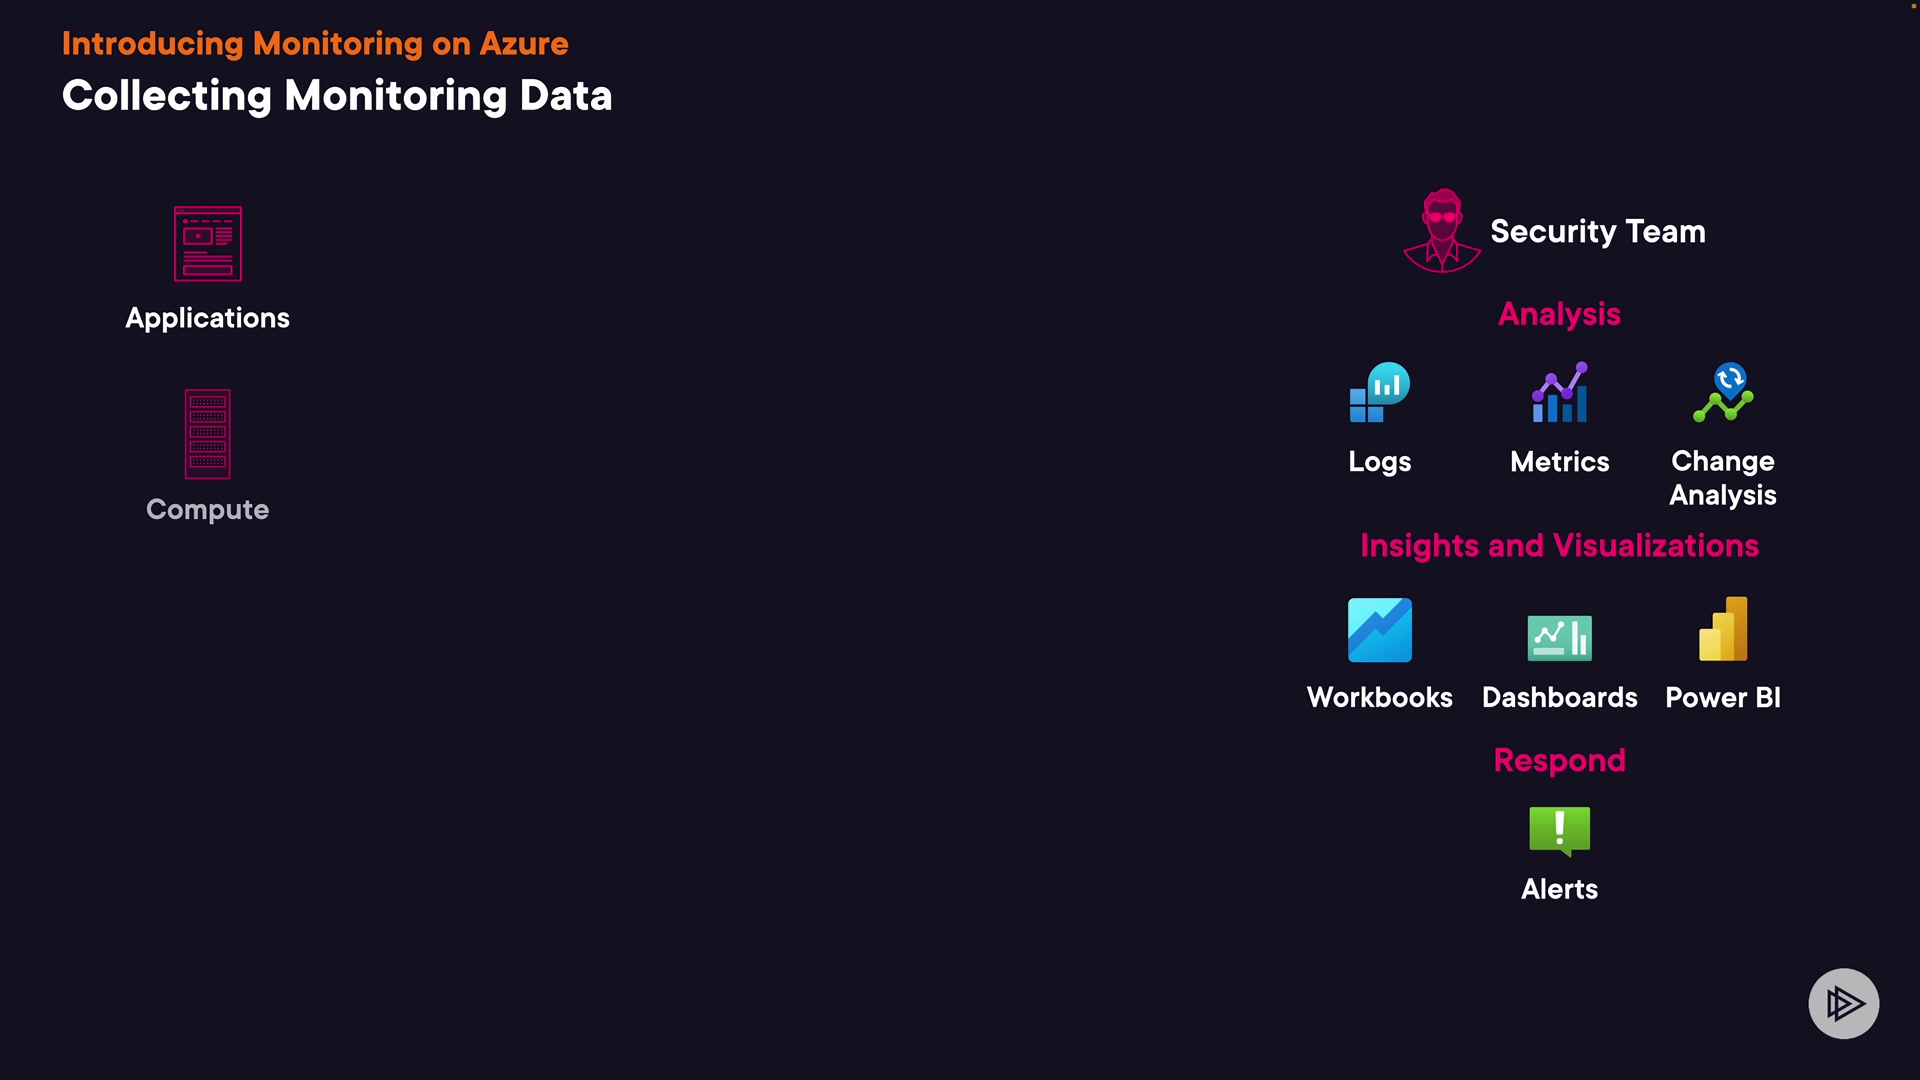 Introducing Monitoring on Azure
Collecting Monitoring Data
Applications
Compute
Security Team
Analysis
Logs
Metrics
Change
Analysis
Insights and Visualizations
Workbooks
Dashboards
Power BI
Respond
Alerts